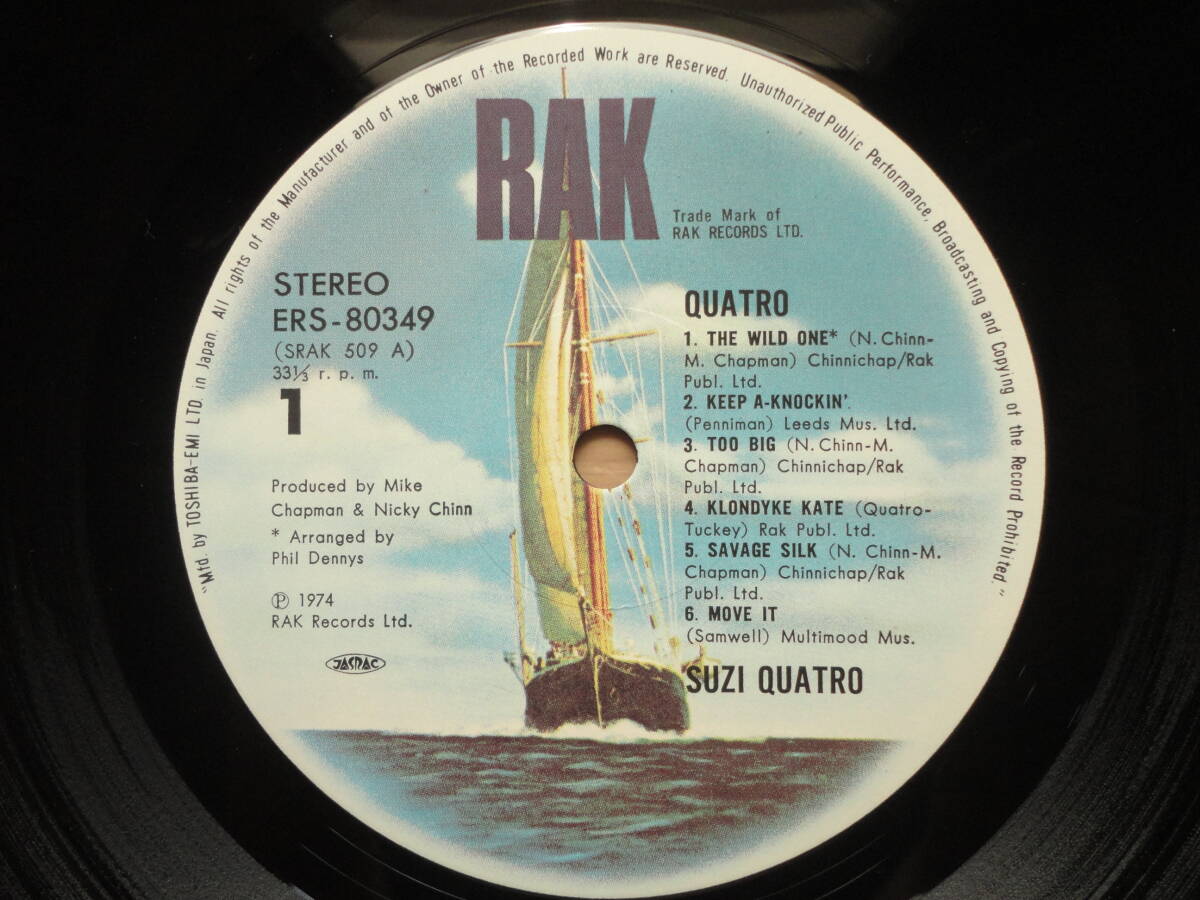 "Mfd. by TOSHIBA-EMI LTD. in Japan. All rights of the Manufacturer and of the Owner of the Recorded Work are Reserved. Unauthorized Public Performance, Broadcasting and Copying of the Record Prohibited."
RAK
Trade Mark of
RAK RECORDS LTD.
STEREO
ERS-80349
(SRAK 509 A)
33⅓ r. p. m.
1
Produced by Mike
Chapman & Nicky Chinn
* Arranged by
Phil Dennys
Ⓟ 1974
RAK Records Ltd.
JASRAC
QUATRO
1. THE WILD ONE* (N. Chinn-
M. Chapman) Chinnichap/Rak
Publ. Ltd.
2. KEEP A-KNOCKIN'
(Penniman) Leeds Mus. Ltd.
3. TOO BIG (N. Chinn-M.
Chapman) Chinnichap/Rak
Publ. Ltd.
4. KLONDYKE KATE (Quatro-
Tuckey) Rak Publ. Ltd.
5. SAVAGE SILK (N. Chinn-M.
Chapman) Chinnichap/Rak
Publ. Ltd.
6. MOVE IT
(Samwell) Multimood Mus.
SUZI QUATRO